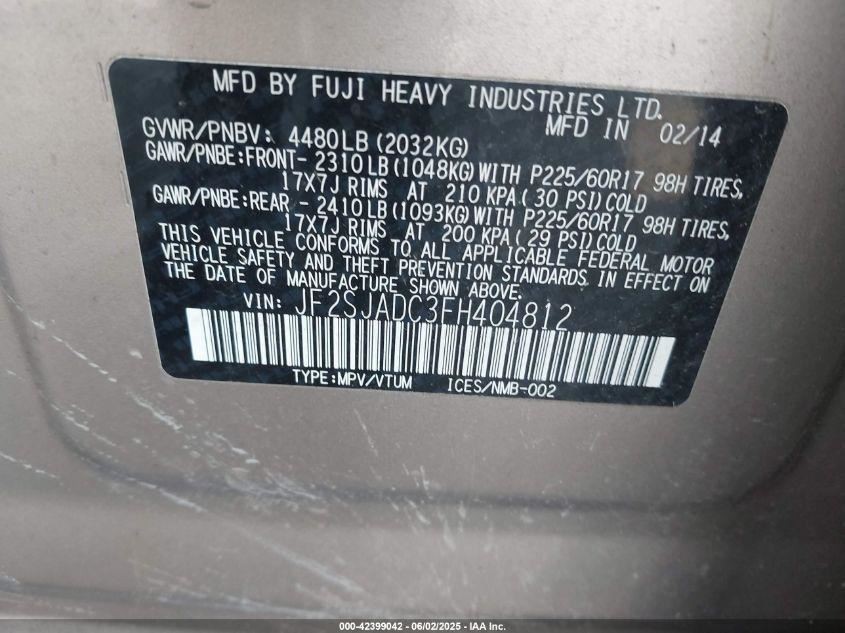 MFD BY FUJI HEAVY INDUSTRIES LTD.
MFD IN 02/14
GVWR/PNBV: 4480LB (2032KG)
GAWR/PNBE:FRONT- 2310LB (1048KG) WITH P225/60R17 98H TIRES,
17X7J RIMS AT 210 KPA( 30 PSI) COLD
GAWR/PNBE:REAR - 2410LB (1093KG) WITH P225/60R17 98H TIRES,
17X7J RIMS AT 200 KPA( 29 PSI) COLD
THIS VEHICLE CONFORMS TO ALL APPLICABLE FEDERAL MOTOR
VEHICLE SAFETY AND THEFT PREVENTION STANDARDS IN EFFECT ON
THE DATE OF MANUFACTURE SHOWN ABOVE.
VIN: JF2SJADC3FH404812
TYPE:MPV/VTUM ICES/NMB-002
000-42399042 - 06/02/2025 - IAA Inc.